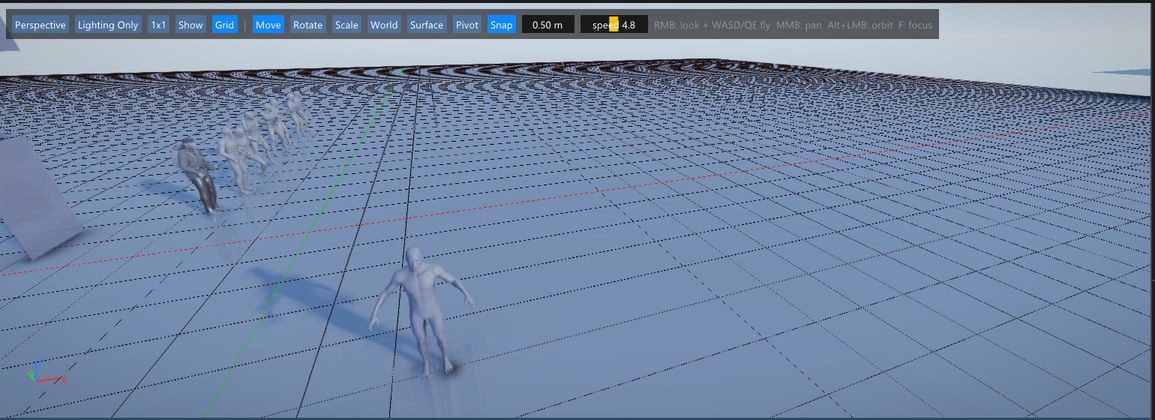 Perspective Lighting Only 1x1 Show Grid | Move Rotate Scale World Surface Pivot Snap 0.50 m speed 4.8 RMB: look + WASD/QE fly MMB: pan Alt+LMB: orbit F: focus